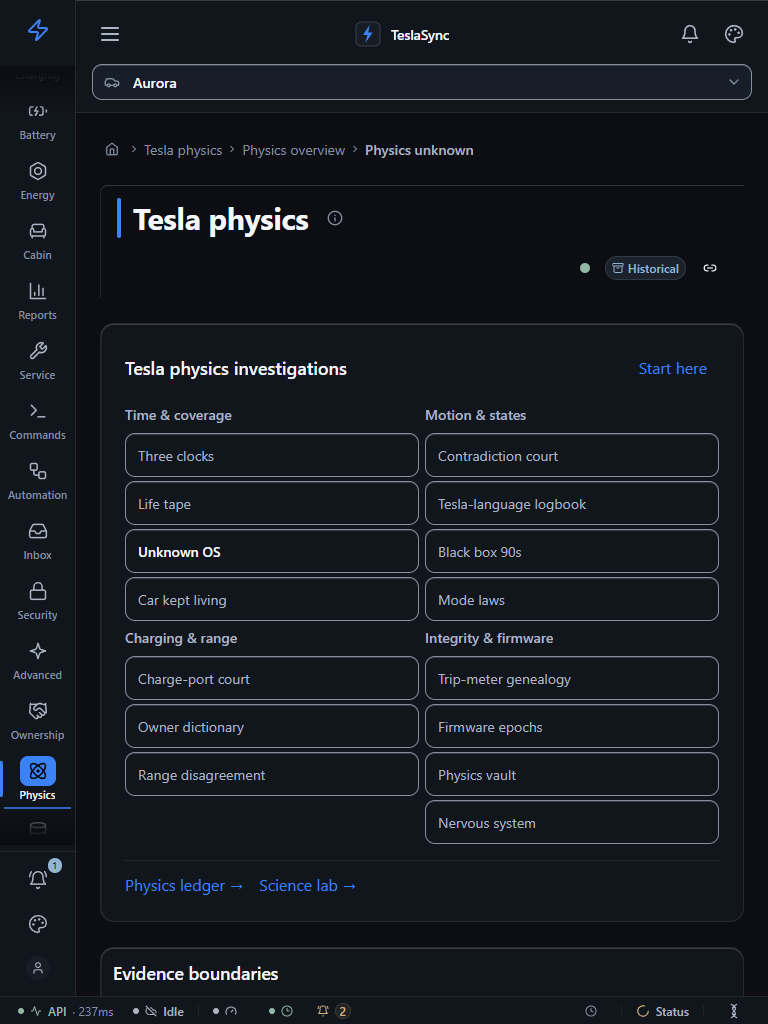 TeslaSync
Aurora
Charging
Battery
Energy
Cabin
Reports
Service
Commands
Automation
Inbox
Security
Advanced
Ownership
Physics
1
Tesla physics > Physics overview > Physics unknown
Tesla physics
Historical
Tesla physics investigations
Start here
Time & coverage
Three clocks
Life tape
Unknown OS
Car kept living
Motion & states
Contradiction court
Tesla-language logbook
Black box 90s
Mode laws
Charging & range
Charge-port court
Owner dictionary
Range disagreement
Integrity & firmware
Trip-meter genealogy
Firmware epochs
Physics vault
Nervous system
Physics ledger → Science lab →
Evidence boundaries
API · 237ms Idle 2 Status